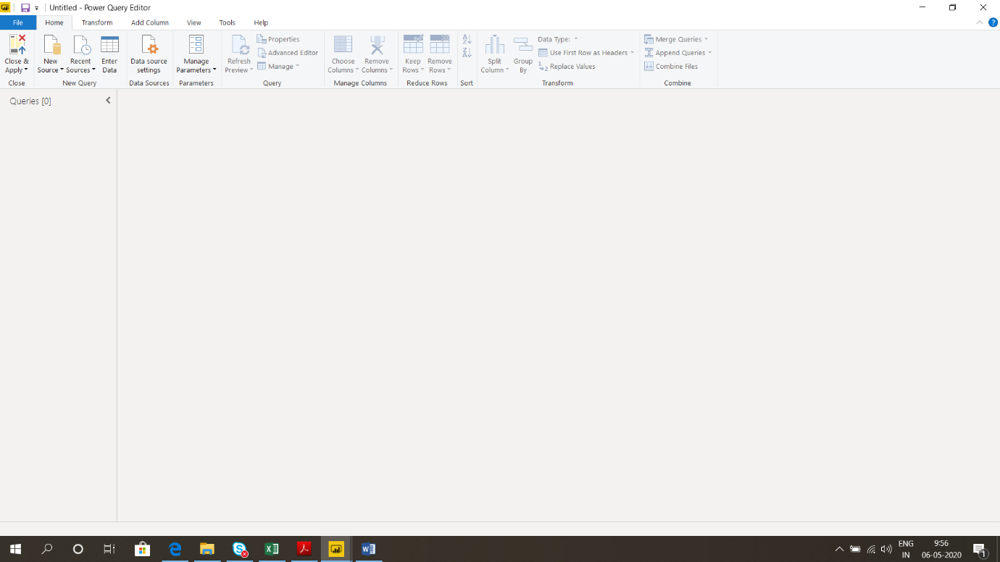 Untitled - Power Query Editor
File Home Transform Add Column View Tools Help
Close & Apply
New Source
Recent Sources
Enter Data
Data source settings
Manage Parameters
Refresh Preview
Properties
Advanced Editor
Manage
Choose Columns
Remove Columns
Keep Rows
Remove Rows
Split Column
Group By
Data Type:
Use First Row as Headers
Replace Values
Merge Queries
Append Queries
Combine Files
Close New Query Data Sources Parameters Query Manage Columns Reduce Rows Sort Transform Combine
Queries [0]
ENG
IN
9:56
06-05-2020
1